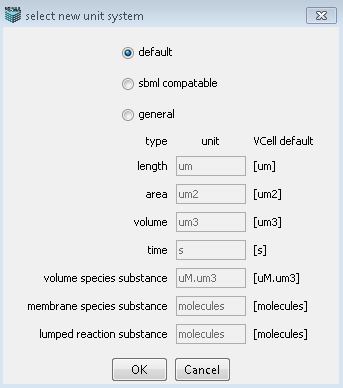 select new unit system
default
sbml compatable
general
type unit VCell default
length um [um]
area um2 [um2]
volume um3 [um3]
time s [s]
volume species substance uM.um3 [uM.um3]
membrane species substance molecules [molecules]
lumped reaction substance molecules [molecules]
OK Cancel